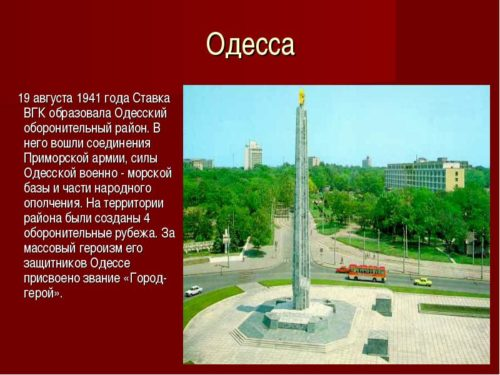 Одесса
19 августа 1941 года Ставка
ВГК образовала Одесский
оборонительный район. В
него вошли соединения
Приморской армии, силы
Одесской военно - морской
базы и части народного
ополчения. На территории
района были созданы 4
оборонительные рубежа. За
массовый героизм его
защитников Одессе
присвоено звание «Город-
герой».